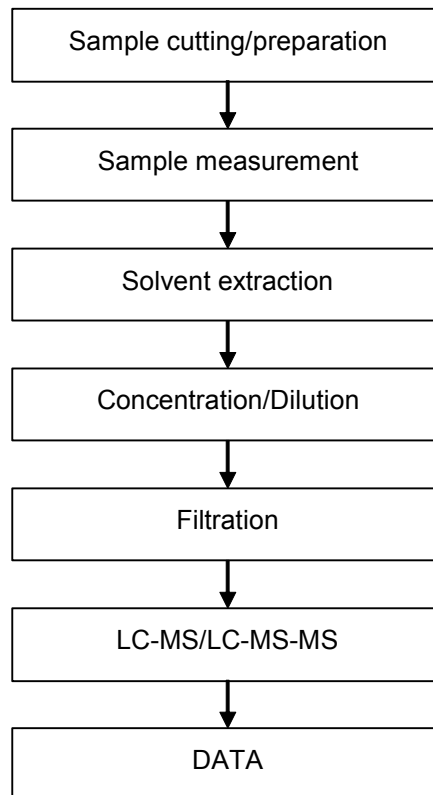 Sample cutting/preparation
Sample measurement
Solvent extraction
Concentration/Dilution
Filtration
LC-MS/LC-MS-MS
DATA